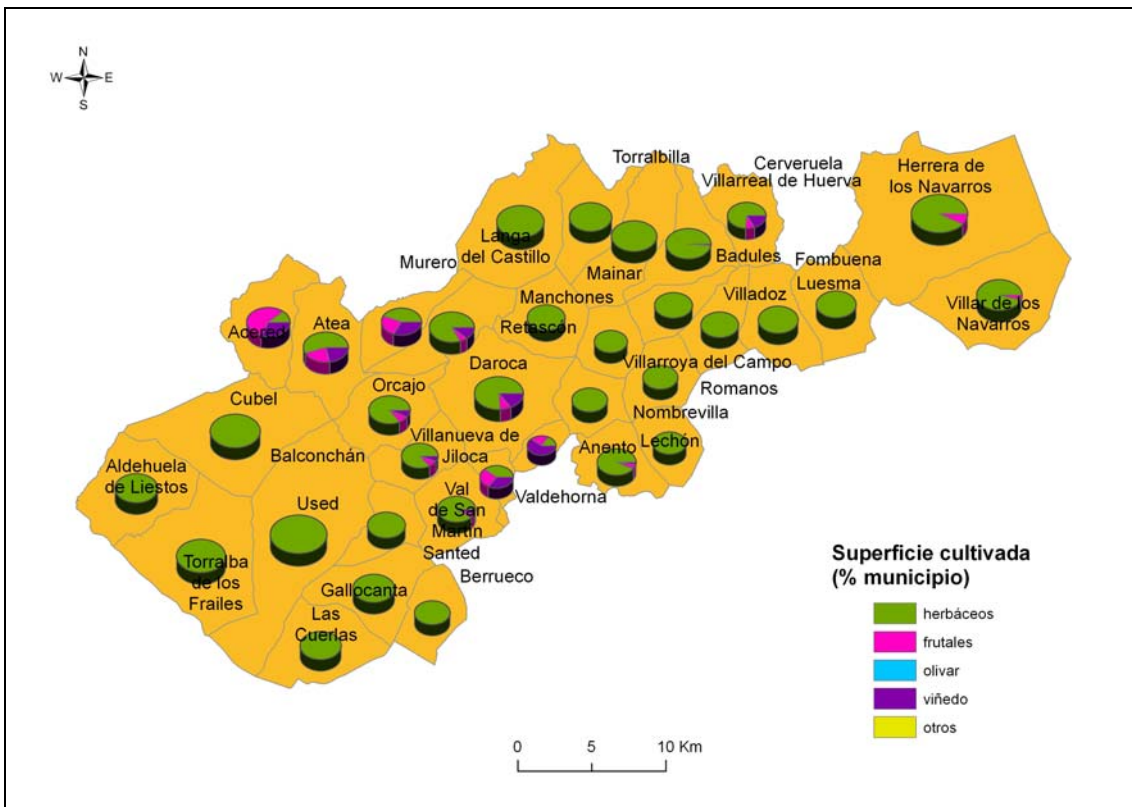 N
W E
S
Torralbilla
Cerveruela
Villarreal de Huerva
Herrera de
los Navarros
Langa
del Castillo
Murero
Mainar
Badules
Fombuena
Luesma
Manchones
Villadoz
Villar de los
Navarros
Retascón
Acered
Atea
Daroca
Villarroya del Campo
Romanos
Orcajo
Nombrevilla
Cubel
Villanueva de
Jiloca
Anento
Lechón
Balconchán
Aldehuela
de Liestos
Used
Val
de San
Martín
Valdehorna
Santed
Berrueco
Torralba
de los
Frailes
Gallocanta
Las
Cuerlas
Superficie cultivada
(% municipio)
herbáceos
frutales
olivar
viñedo
otros
0 5 10 Km